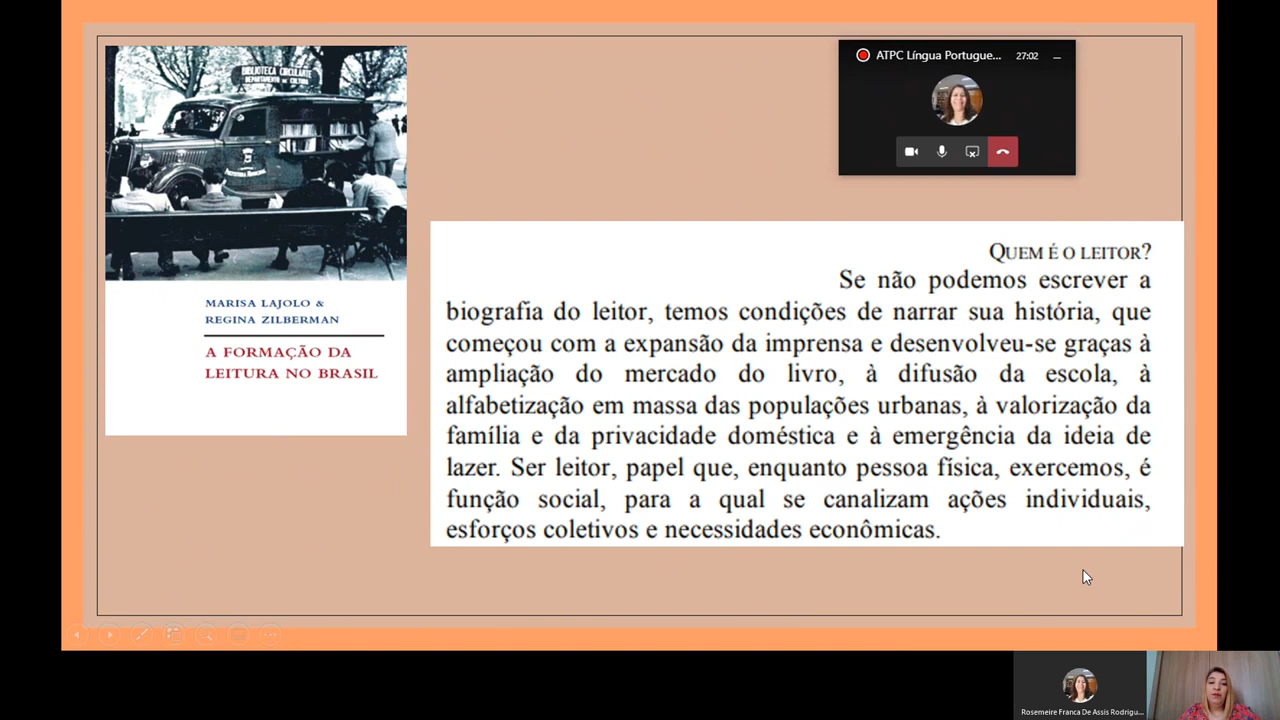 BIBLIOTECA CIRCULANTE
DEPARTAMENTO DE CULTURA
MARISA LAJOLO &
REGINA ZILBERMAN
A FORMAÇÃO DA
LEITURA NO BRASIL
ATPC Língua Portugue... 27:02
QUEM É O LEITOR?
Se não podemos escrever a
biografia do leitor, temos condições de narrar sua história, que
começou com a expansão da imprensa e desenvolveu-se graças à
ampliação do mercado do livro, à difusão da escola, à
alfabetização em massa das populações urbanas, à valorização da
família e da privacidade doméstica e à emergência da ideia de
lazer. Ser leitor, papel que, enquanto pessoa física, exercemos, é
função social, para a qual se canalizam ações individuais,
esforços coletivos e necessidades econômicas.
Rosemeire Franca De Assis Rodrigu...